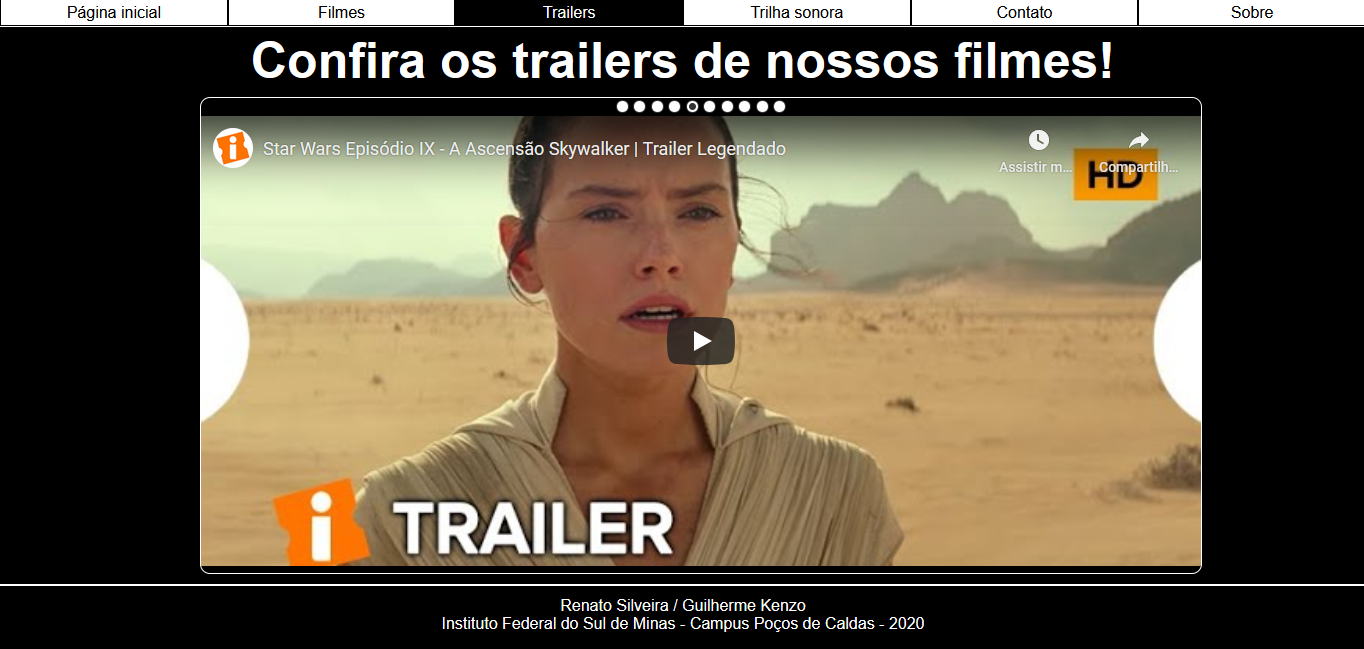 Página inicial
Filmes
Trailers
Trilha sonora
Contato
Sobre
Confira os trailers de nossos filmes!
Star Wars Episódio IX - A Ascensão Skywalker | Trailer Legendado
Assistir m...
Compartilh...
HD
i TRAILER
Renato Silveira / Guilherme Kenzo
Instituto Federal do Sul de Minas - Campus Poços de Caldas - 2020